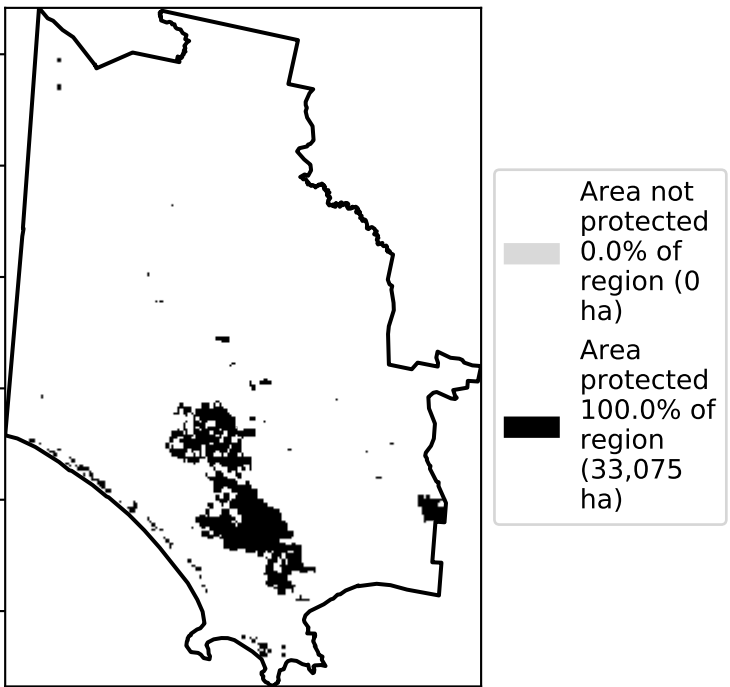 Area not
protected
0.0% of
region (0
ha)
Area
protected
100.0% of
region
(33,075
ha)